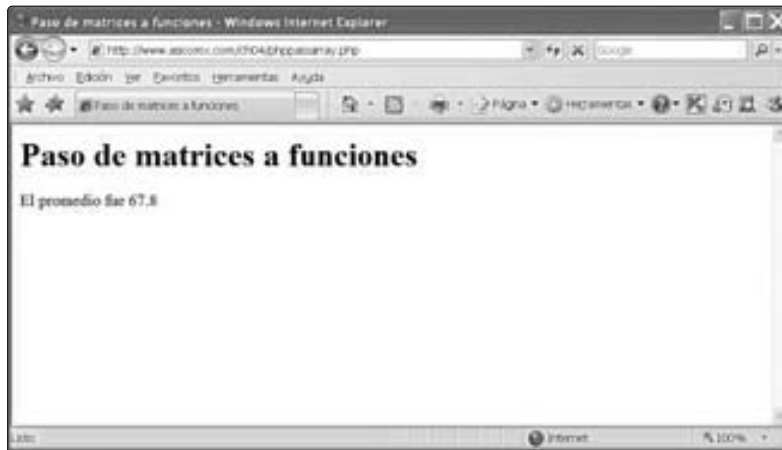 Paso de matrices a funciones - Windows Internet Explorer
Google
Archivo Edición Ver Favoritos Herramientas Ayuda
Paso de matrices a funciones Página Herramientas
Paso de matrices a funciones
El promedio fue 67.8
Listo Internet 100%